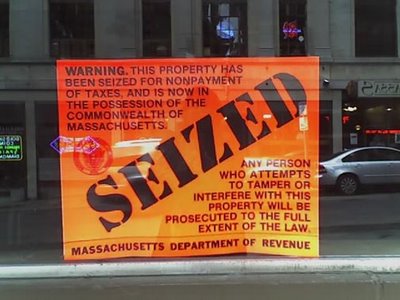 WARNING. THIS PROPERTY HAS
BEEN SEIZED FOR NONPAYMENT
OF TAXES, AND IS NOW IN
THE POSSESSION OF THE
COMMONWEALTH OF
MASSACHUSETTS.
SEIZED
ANY PERSON
WHO ATTEMPTS
TO TAMPER OR
INTERFERE WITH THIS
PROPERTY WILL BE
PROSECUTED TO THE FULL
EXTENT OF THE LAW.
MASSACHUSETTS DEPARTMENT OF REVENUE